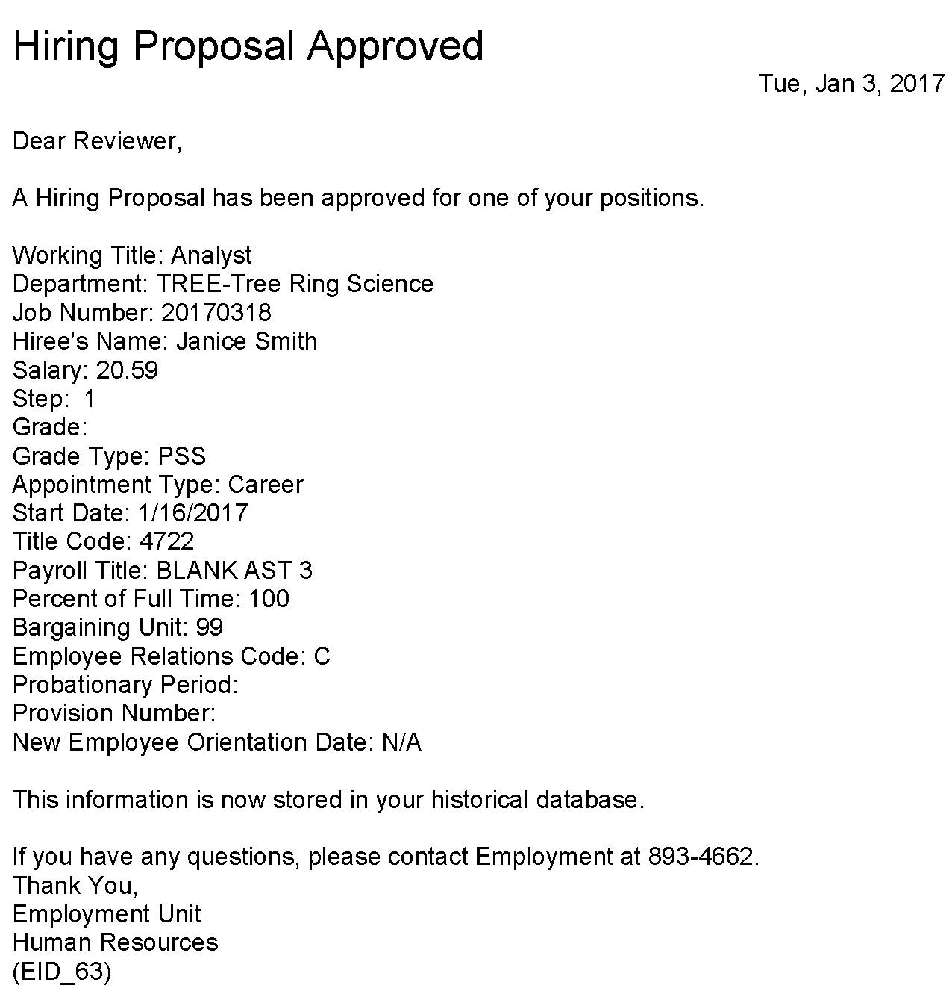 Hiring Proposal Approved
Tue, Jan 3, 2017
Dear Reviewer,
A Hiring Proposal has been approved for one of your positions.
Working Title: Analyst
Department: TREE-Tree Ring Science
Job Number: 20170318
Hiree's Name: Janice Smith
Salary: 20.59
Step:  1
Grade:
Grade Type: PSS
Appointment Type: Career
Start Date: 1/16/2017
Title Code: 4722
Payroll Title: BLANK AST 3
Percent of Full Time: 100
Bargaining Unit: 99
Employee Relations Code: C
Probationary Period:
Provision Number:
New Employee Orientation Date: N/A
This information is now stored in your historical database.
If you have any questions, please contact Employment at 893-4662.
Thank You,
Employment Unit
Human Resources
(EID_63)